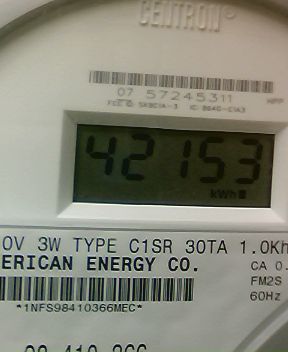 CENTRON®
07 57245311
42153
kWh
0V 3W TYPE C1SR 30TA 1.0Kh
ERICAN ENERGY CO.
CA 0.
FM2S
60Hz
*1NFS98410366MEC*